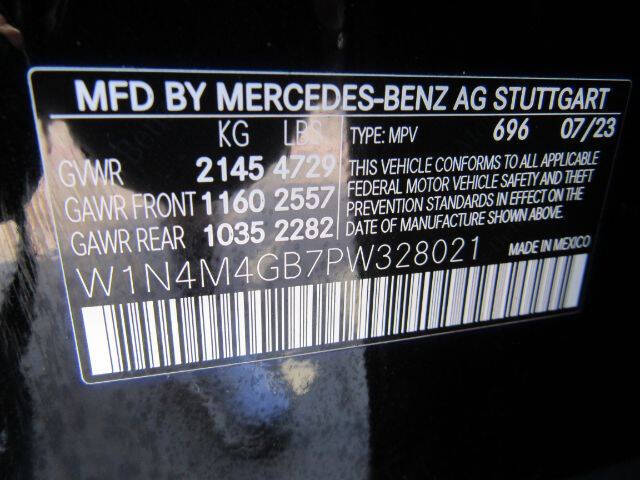 MFD BY MERCEDES-BENZ AG STUTTGART
KG LBS TYPE: MPV 696 07/23
GVWR 2145 4729
GAWR FRONT 1160 2557
GAWR REAR 1035 2282
THIS VEHICLE CONFORMS TO ALL APPLICABLE
FEDERAL MOTOR VEHICLE SAFETY AND THEFT
PREVENTION STANDARDS IN EFFECT ON THE
DATE OF MANUFACTURE SHOWN ABOVE.
W1N4M4GB7PW328021 MADE IN MEXICO